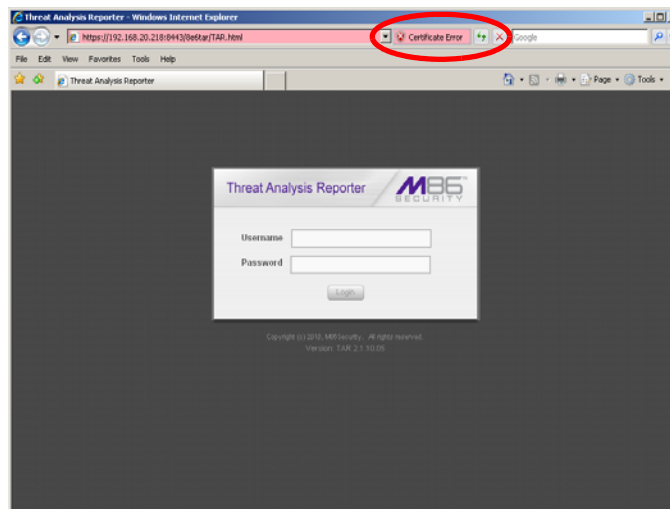 Threat Analysis Reporter - Windows Internet Explorer
https://192.168.20.218:8443/8e6tar/TAR.html
Certificate Error
Google
File Edit View Favorites Tools Help
Threat Analysis Reporter
Page Tools
Threat Analysis Reporter
M86
SECURITY
Username
Password
Login
Copyright (c) 2010, M86Security, All rights reserved.
Version: TAR 2.1.10.06